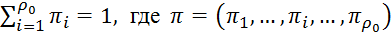 ∑_{i=1}^{ρ_0} π_i = 1, где π = (π_1, …, π_i, …, π_{ρ_0})